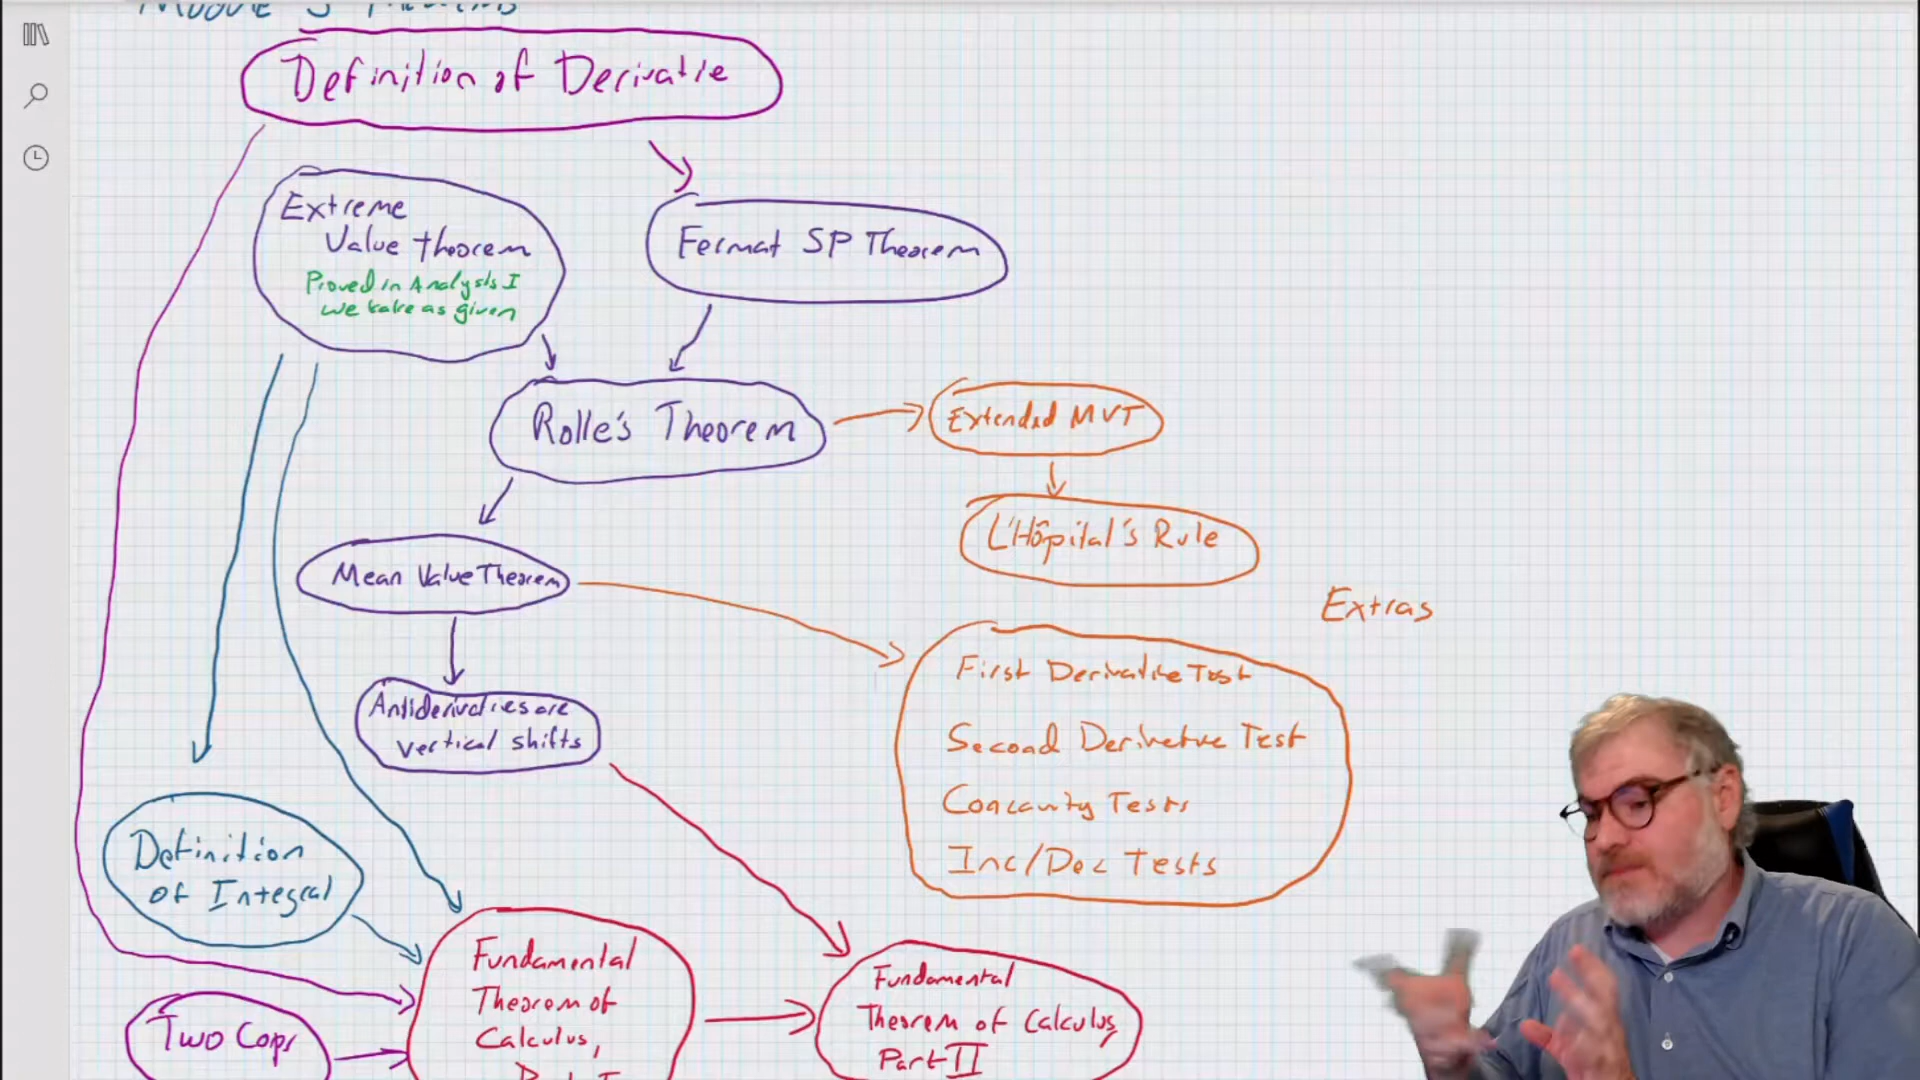 Definition of Derivatie
Extreme
Value theorem
Proved in Analysis I
we take as given
Fermat SP Theorem
Rolle's Theorem
Extended MVT
L'Hôpital's Rule
Mean Value Theorem
Extras
Antiderivaties are
vertical shifts
First Derivative Test
Second Derivative Test
Concavity Tests
Inc/Dec Tests
Definition
of Integral
Two Cops
Fundamental
Theorem of
Calculus,
Fundamental
Theorem of Calculus,
Part II